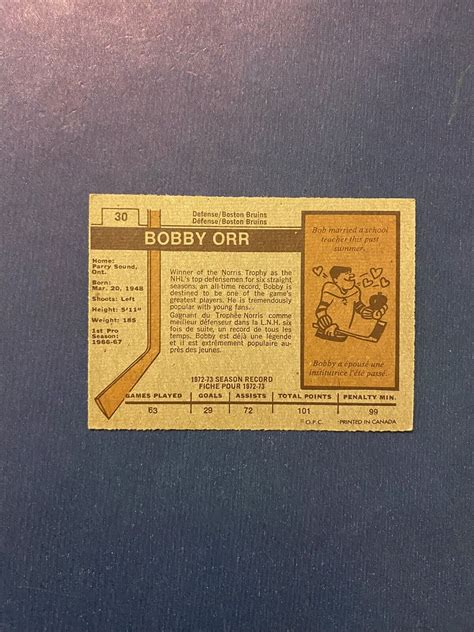 30
Defense/Boston Bruins
Défense/Boston Bruins
BOBBY ORR
Home:
Parry Sound,
Ont.
Born:
Mar. 20, 1948
Shoots: Left
Height: 5'11"
Weight: 185
1st Pro
Season:
1966-67
Winner of the Norris Trophy as the
NHL's top defensemen for six straight
seasons, an all-time record, Bobby
is destined to be one of the game's
greatest players. He is tremendously
popular with young fans.
Gagnant du Trophée Norris comme
meilleur défenseur dans la L.N.H. six
fois de suite, un record de tous les
temps. Bobby est déjà une légende
et il est extrêmement populaire au-
près des jeunes.
Bob married a school
teacher this past
summer.
Bobby a épousé une
institutrice l'été passé.
1972-73 SEASON RECORD
FICHE POUR 1972-73
GAMES PLAYED GOALS ASSISTS TOTAL POINTS PENALTY MIN.
63 29 72 101 99
© O.P.C. PRINTED IN CANADA